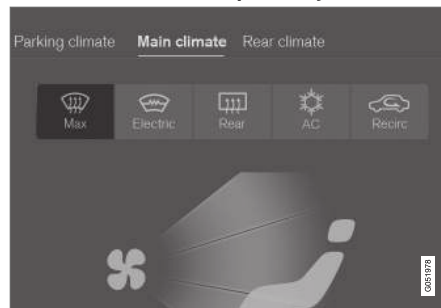 Parking climate Main climate Rear climate
Max Electric Rear AC Recirc
G051978